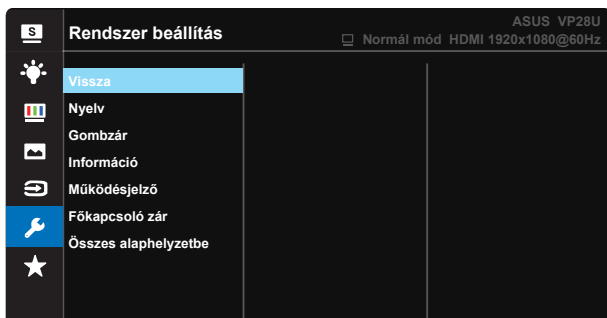 S
Rendszer beállítás
ASUS VP28U
Normál mód HDMI 1920x1080@60Hz
Vissza
Nyelv
Gombzár
Információ
Működésjelző
Főkapcsoló zár
Összes alaphelyzetbe